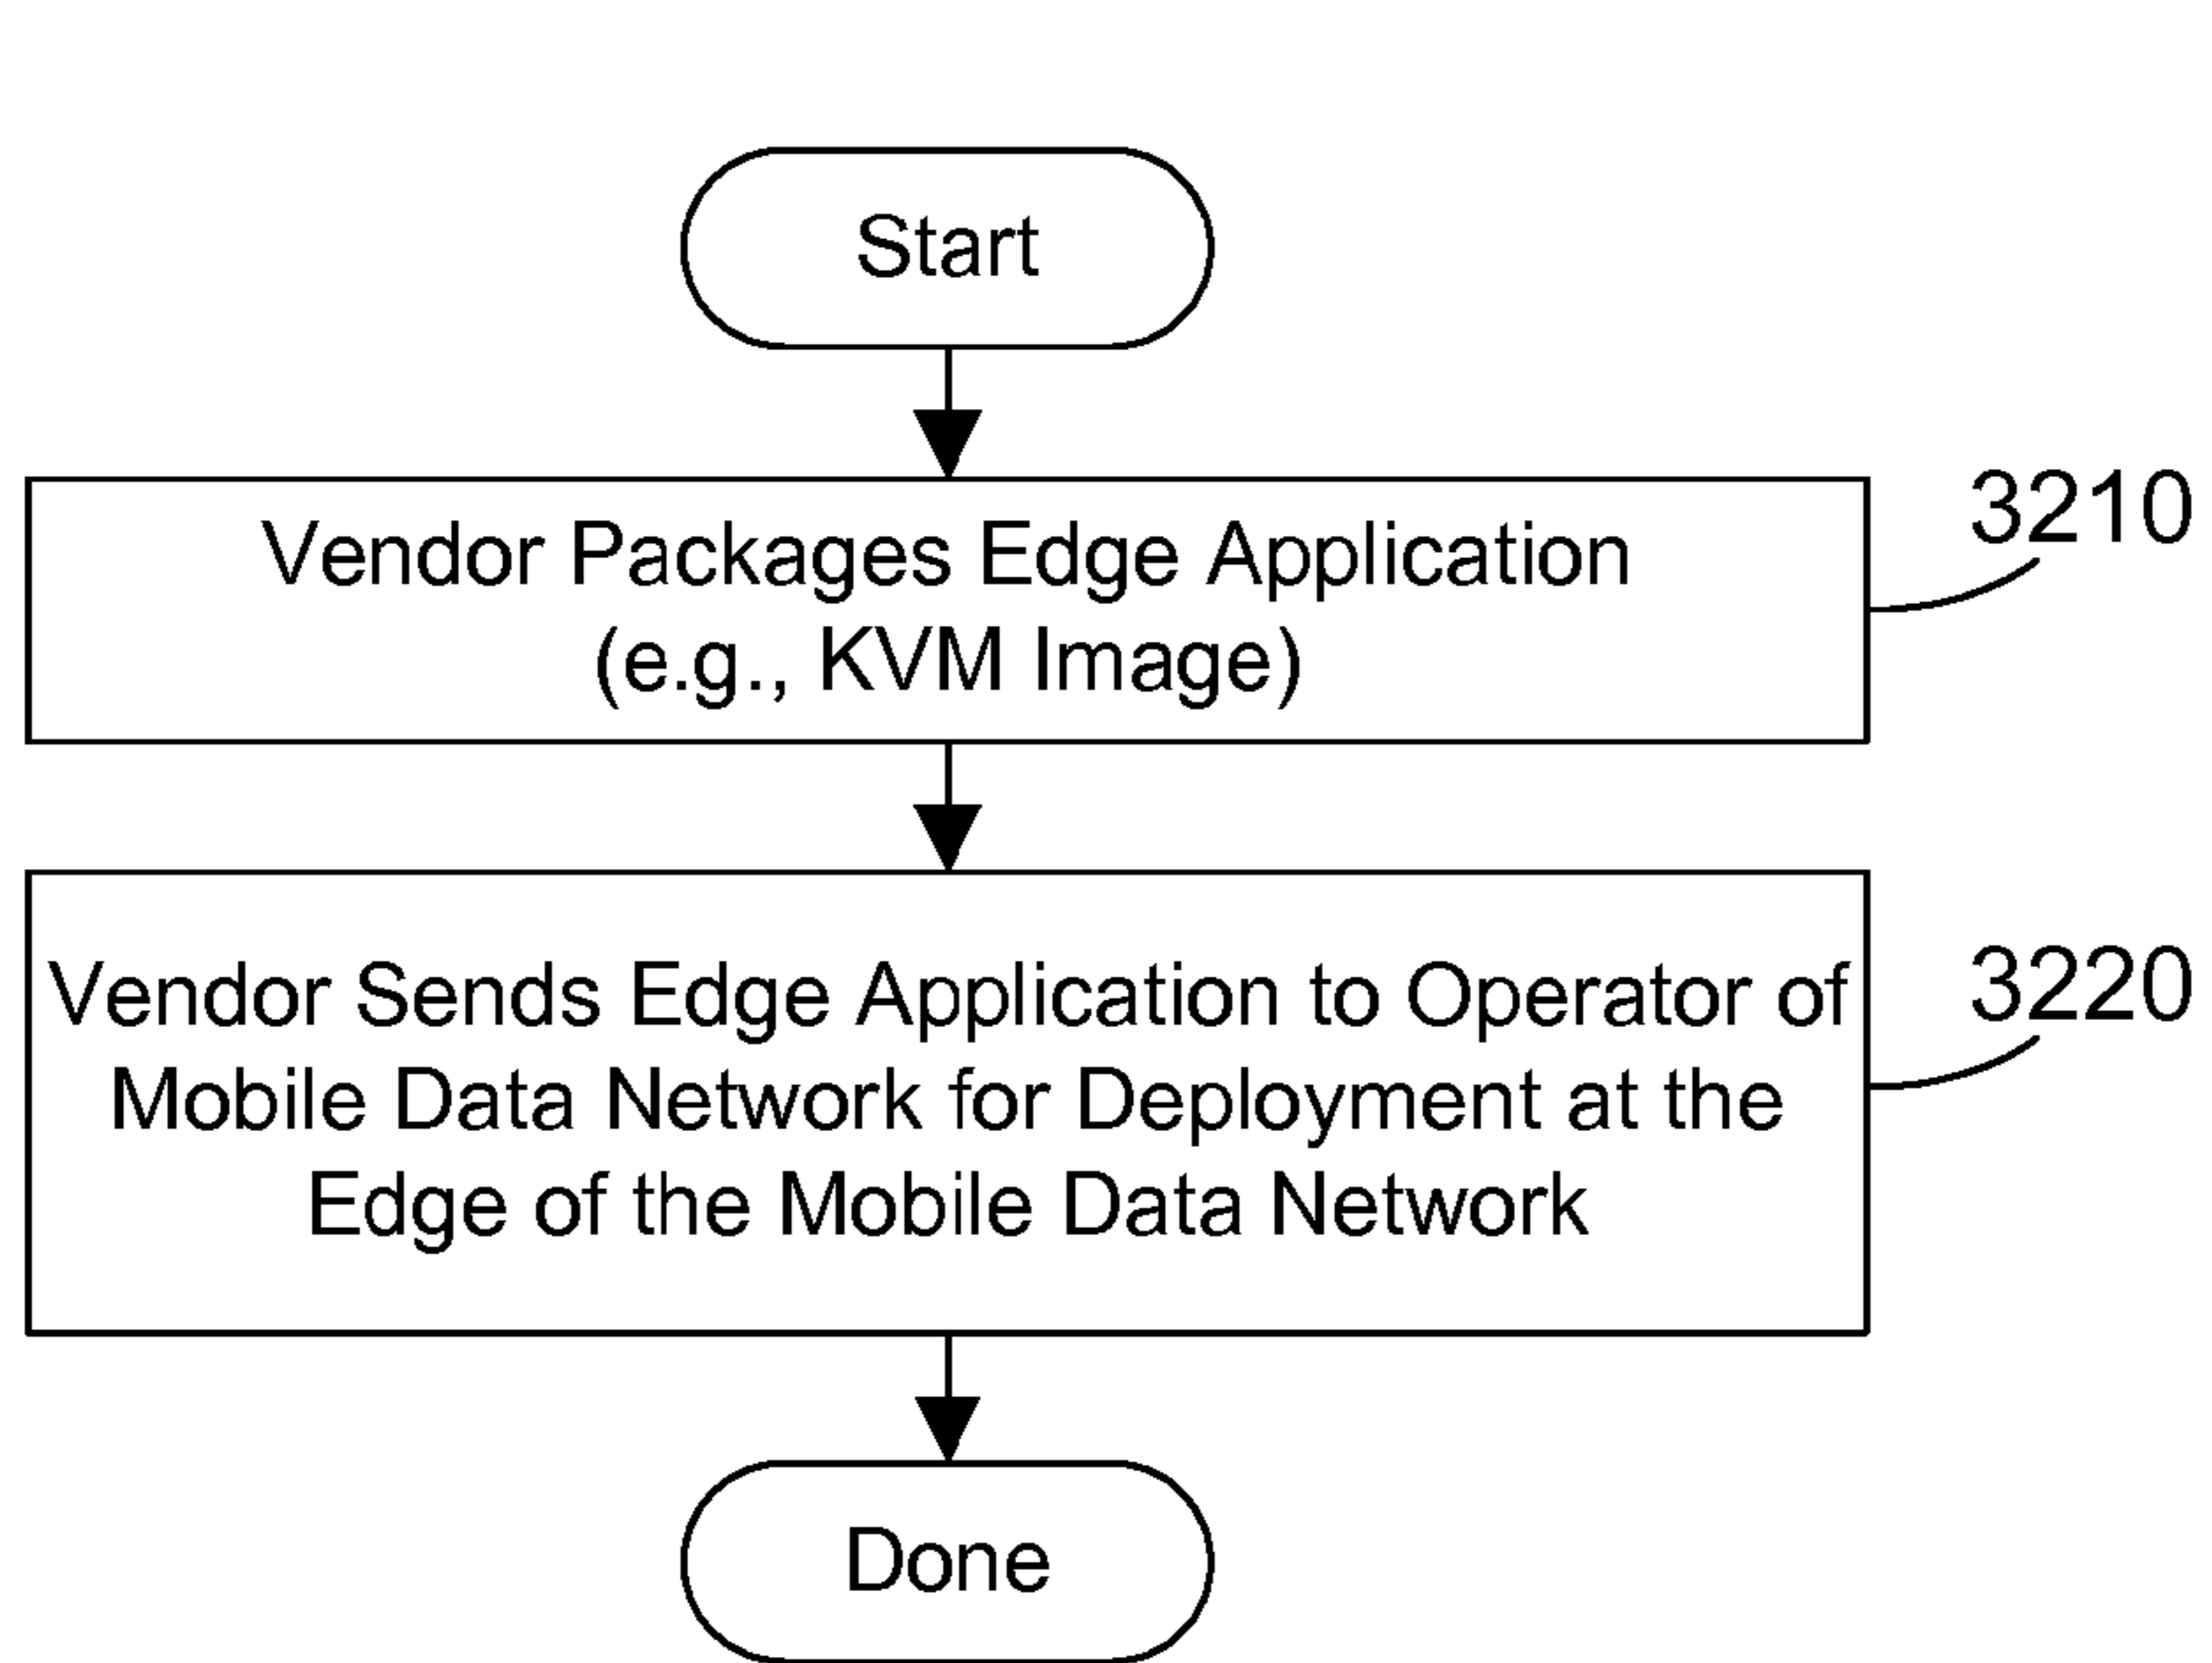 Start
Vendor Packages Edge Application
(e.g., KVM Image)
3210
Vendor Sends Edge Application to Operator of
Mobile Data Network for Deployment at the
Edge of the Mobile Data Network
3220
Done